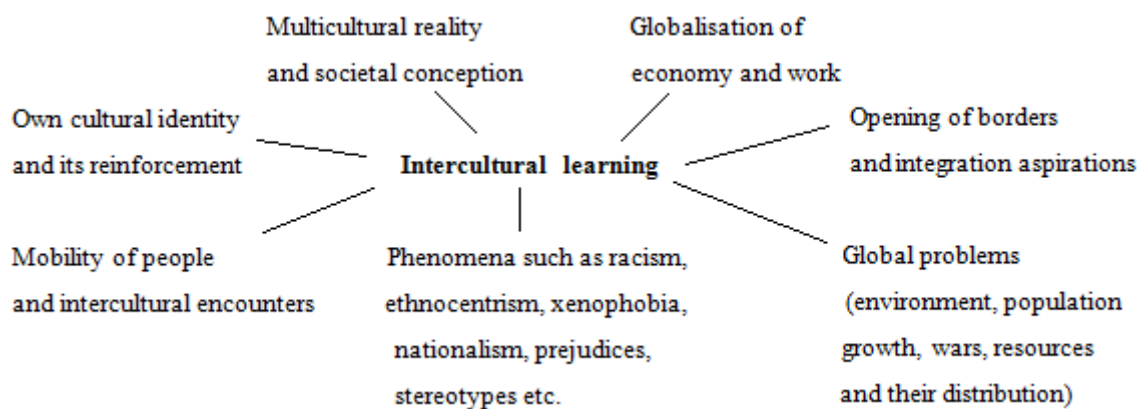 Multicultural reality
and societal conception
Globalisation of
economy and work
Own cultural identity
and its reinforcement
Intercultural learning
Opening of borders
and integration aspirations
Mobility of people
and intercultural encounters
Phenomena such as racism,
ethnocentrism, xenophobia,
nationalism, prejudices,
stereotypes etc.
Global problems
(environment, population
growth, wars, resources
and their distribution)